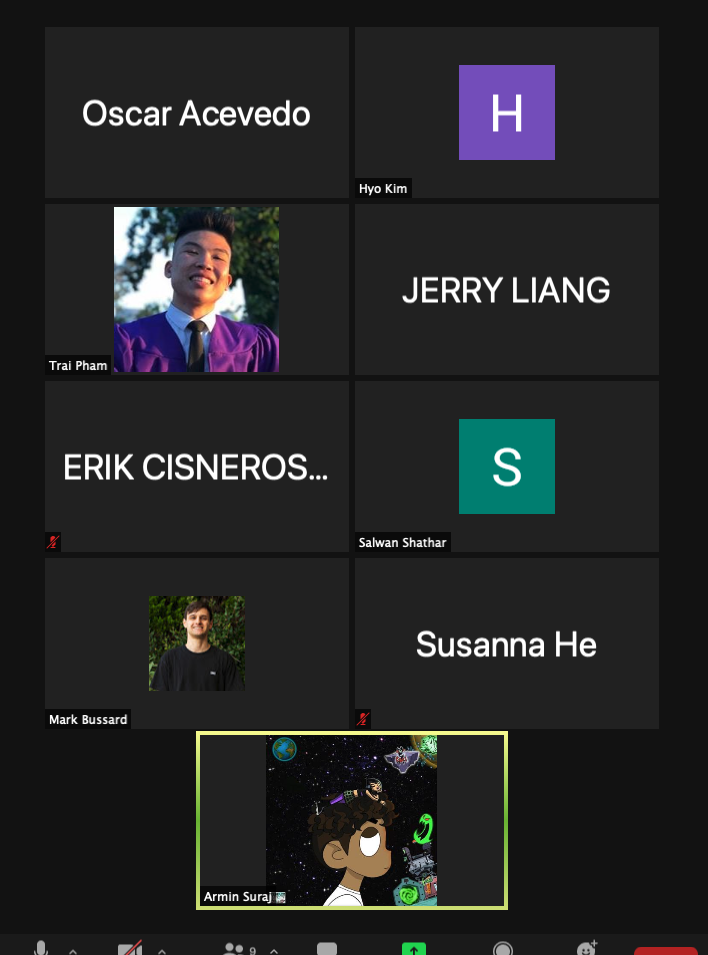 Oscar Acevedo
H
Hyo Kim
Trai Pham
JERRY LIANG
ERIK CISNEROS...
S
Salwan Shathar
Mark Bussard
Susanna He
Armin Suraj
9